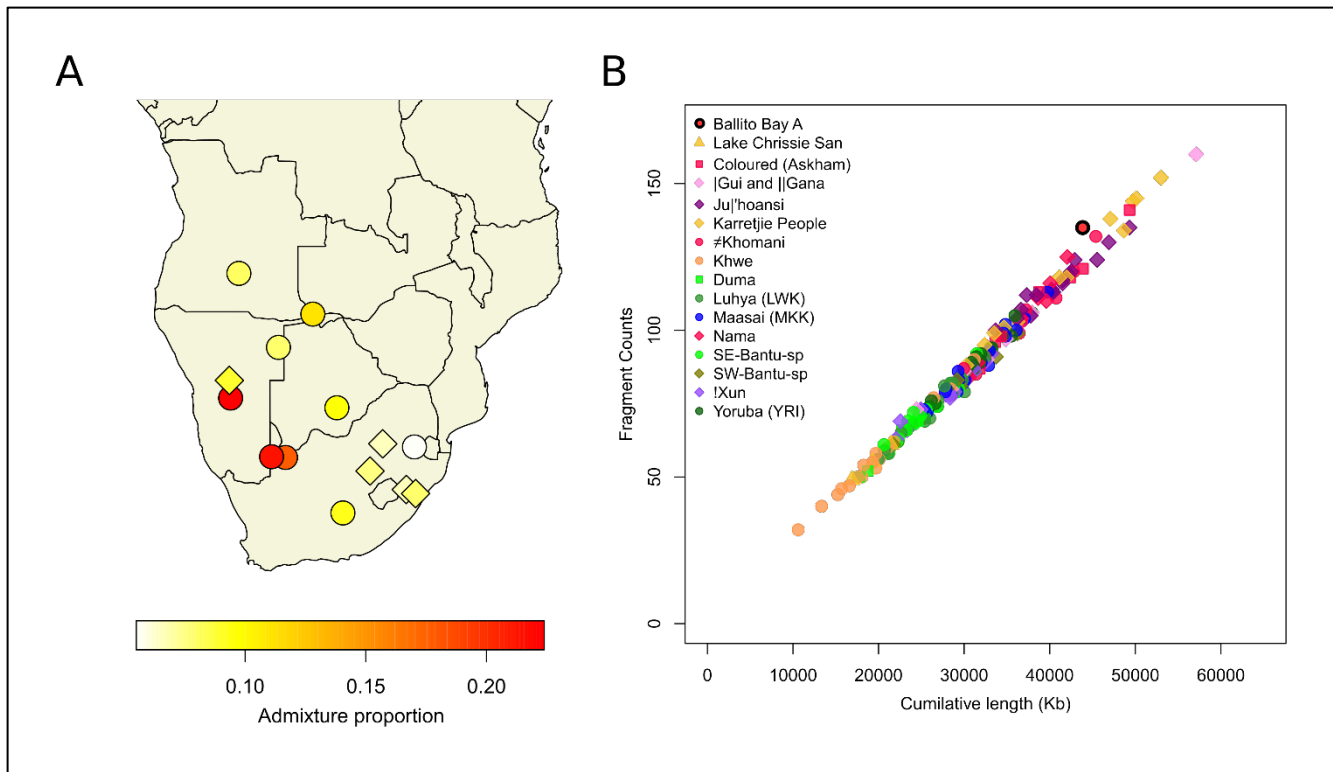 A
0.10
0.15
0.20
Admixture proportion
B
Ballito Bay A
Lake Chrissie San
Coloured (Askham)
|Gui and ||Gana
Ju|'hoansi
Karretjie People
≠Khomani
Khwe
Duma
Luhya (LWK)
Maasai (MKK)
Nama
SE-Bantu-sp
SW-Bantu-sp
!Xun
Yoruba (YRI)
Fragment Counts
150
100
50
0
0
10000
20000
30000
40000
50000
60000
Cumilative length (Kb)